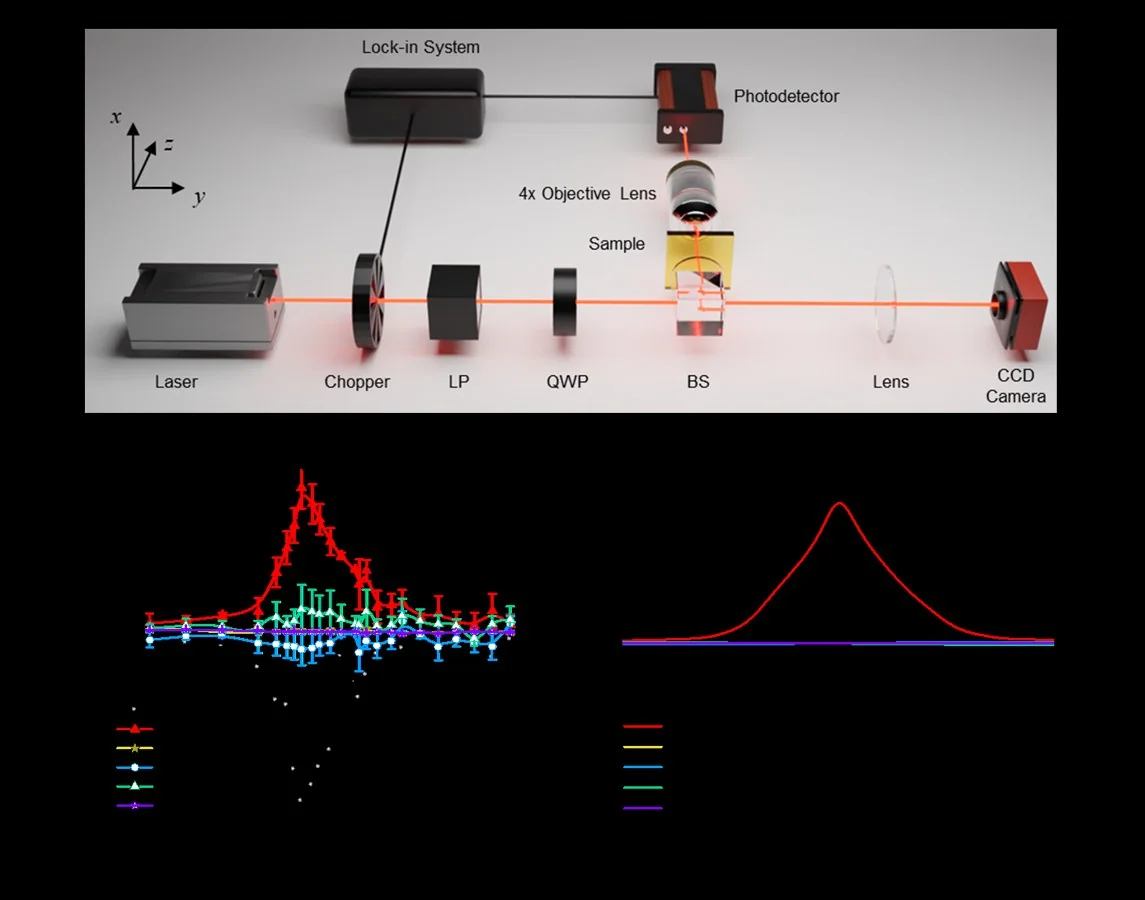 Lock-in System
Photodetector
x
z
y
4x Objective Lens
Sample
Laser
Chopper
LP
QWP
BS
Lens
CCD
Camera